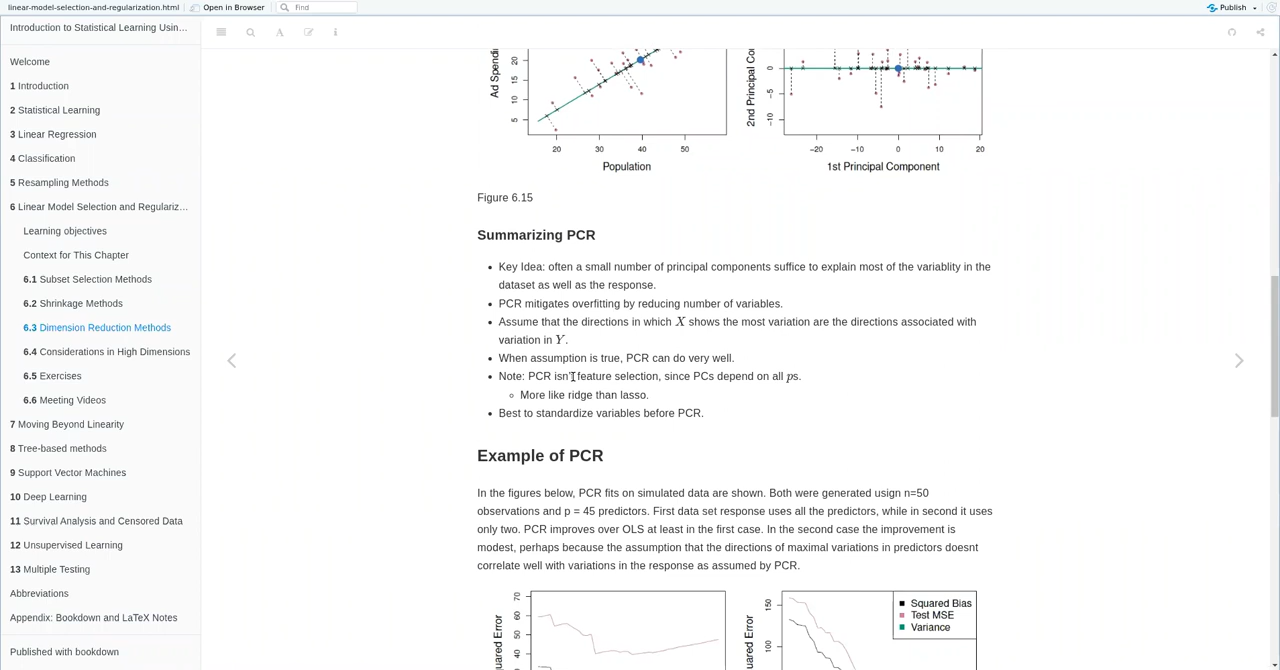 linear-model-selection-and-regularization.html
Open in Browser
Find
Publish
Introduction to Statistical Learning Usin...
Welcome
1 Introduction
2 Statistical Learning
3 Linear Regression
4 Classification
5 Resampling Methods
6 Linear Model Selection and Regulariz...
Learning objectives
Context for This Chapter
6.1 Subset Selection Methods
6.2 Shrinkage Methods
6.3 Dimension Reduction Methods
6.4 Considerations in High Dimensions
6.5 Exercises
6.6 Meeting Videos
7 Moving Beyond Linearity
8 Tree-based methods
9 Support Vector Machines
10 Deep Learning
11 Survival Analysis and Censored Data
12 Unsupervised Learning
13 Multiple Testing
Abbreviations
Appendix: Bookdown and LaTeX Notes
Published with bookdown
Ad Spendi
20
15
10
5
20 30 40 50
Population
2nd Principal Co
0
−5
−10
−20 −10 0 10 20
1st Principal Component
Figure 6.15
Summarizing PCR
• Key Idea: often a small number of principal components suffice to explain most of the variablity in the
dataset as well as the response.
• PCR mitigates overfitting by reducing number of variables.
• Assume that the directions in which X shows the most variation are the directions associated with
variation in Y.
• When assumption is true, PCR can do very well.
• Note: PCR isn't feature selection, since PCs depend on all ps.
◦ More like ridge than lasso.
• Best to standardize variables before PCR.
Example of PCR
In the figures below, PCR fits on simulated data are shown. Both were generated usign n=50
observations and p = 45 predictors. First data set response uses all the predictors, while in second it uses
only two. PCR improves over OLS at least in the first case. In the second case the improvement is
modest, perhaps because the assumption that the directions of maximal variations in predictors doesnt
correlate well with variations in the response as assumed by PCR.
70
60
50
40
uared Error
150
100
uared Error
Squared Bias
Test MSE
Variance